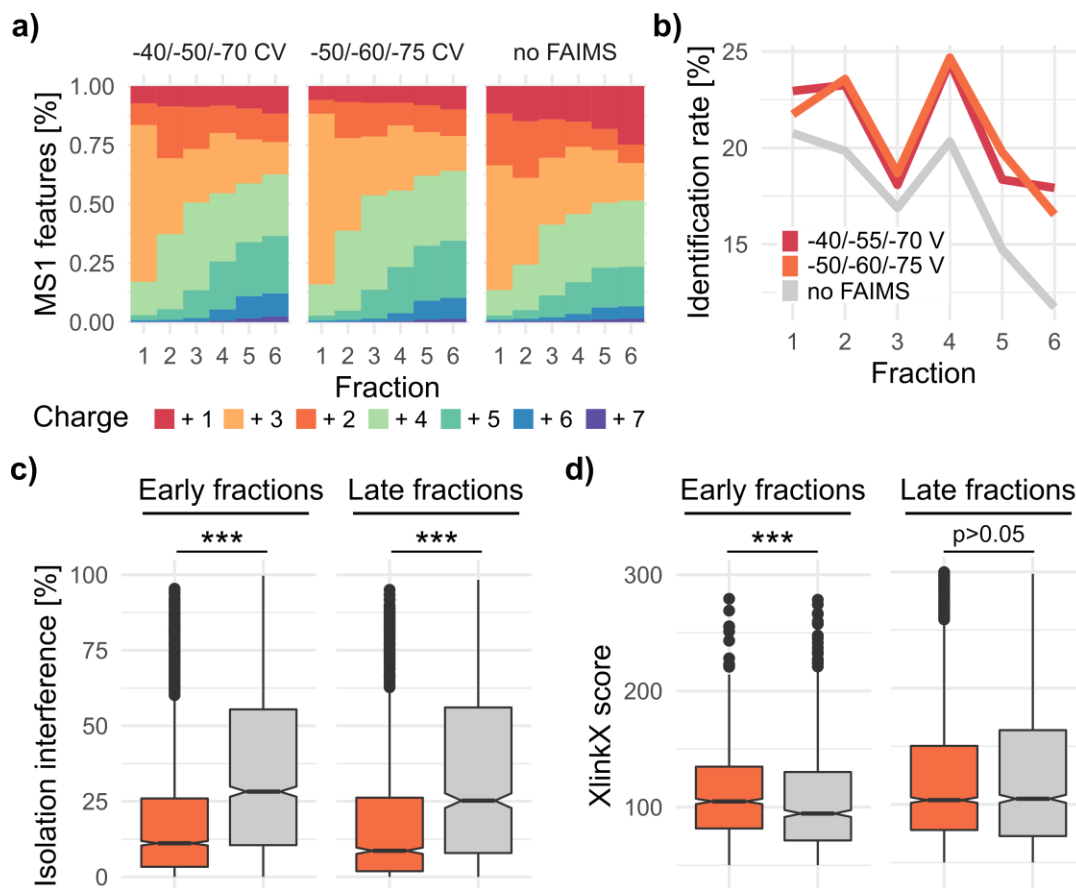 a)
-40/-50/-70 CV -50/-60/-75 CV no FAIMS
MS1 features [%]
1.00
0.75
0.50
0.25
0.00
1 2 3 4 5 6 1 2 3 4 5 6 1 2 3 4 5 6
Fraction
Charge + 1 + 3 + 2 + 4 + 5 + 6 + 7
b)
Identification rate [%]
25
20
15
-40/-55/-70 V
-50/-60/-75 V
no FAIMS
1 2 3 4 5 6
Fraction
c)
Early fractions Late fractions
*** ***
Isolation interference [%]
100
75
50
25
0
d)
Early fractions Late fractions
*** p>0.05
XlinkX score
300
200
100